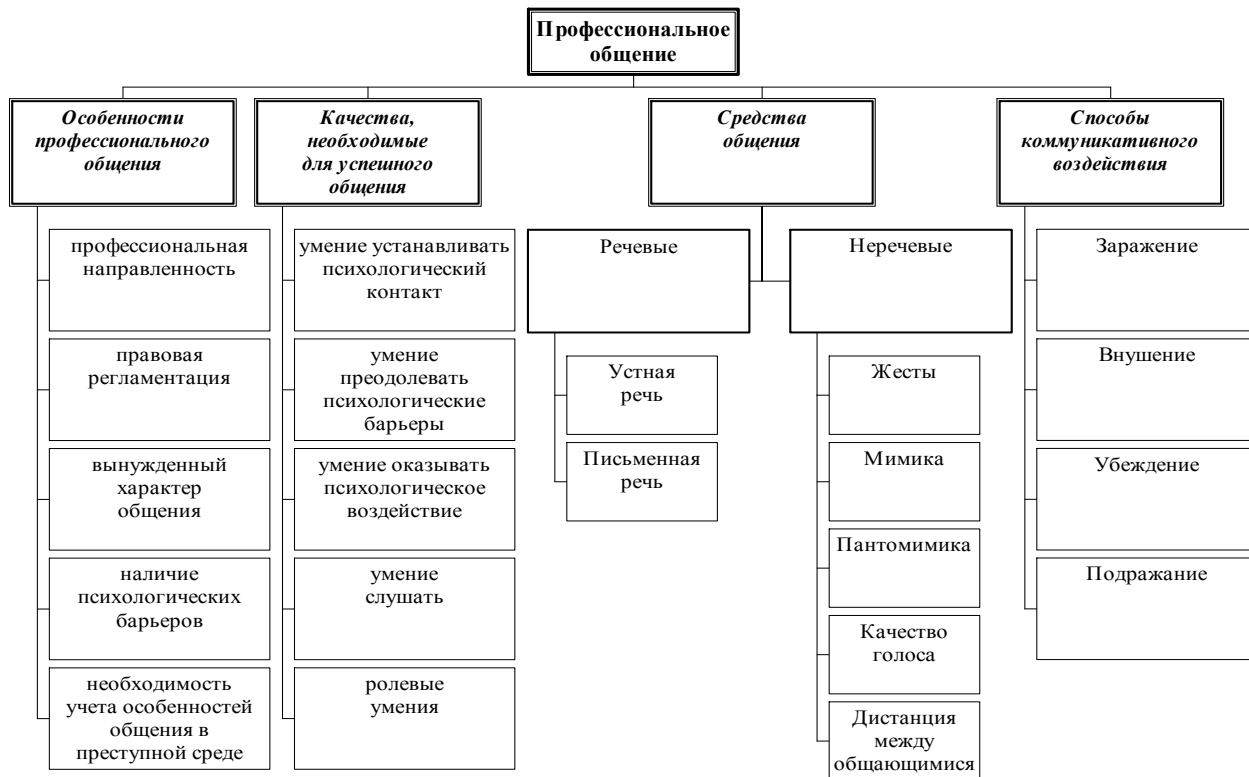 Профессиональное
общение
Особенности
профессионального
общения
Качества,
необходимые
для успешного
общения
Средства
общения
Способы
коммуникативного
воздействия
профессиональная
направленность
правовая
регламентация
вынужденный
характер
общения
наличие
психологических
барьеров
необходимость
учета особенностей
общения в
преступной среде
умение устанавливать
психологический
контакт
умение
преодолевать
психологические
барьеры
умение оказывать
психологическое
воздействие
умение
слушать
ролевые
умения
Речевые
Устная
речь
Письменная
речь
Неречевые
Жесты
Мимика
Пантомимика
Качество
голоса
Дистанция
между
общающимися
Заражение
Внушение
Убеждение
Подражание